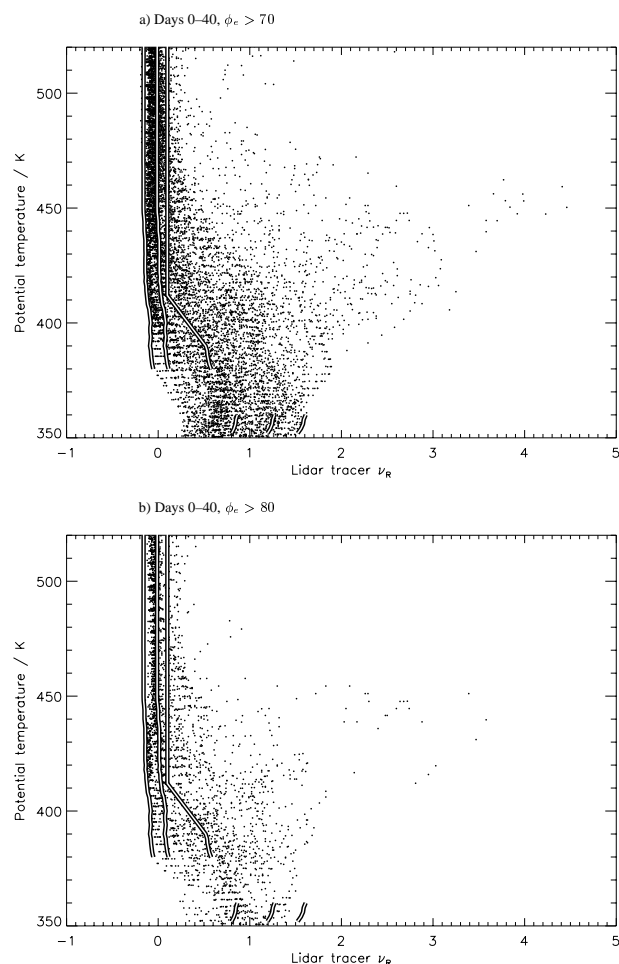 a) Days 0–40, ϕₑ > 70
500
450
400
350
Potential temperature / K
−1 0 1 2 3 4 5
Lidar tracer νR
b) Days 0–40, ϕₑ > 80
500
450
400
350
Potential temperature / K
−1 0 1 2 3 4 5
Lidar tracer νR